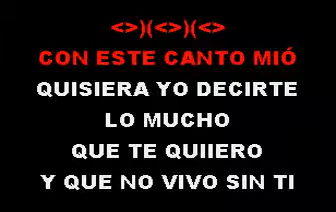 <>)(<>)(<>
CON ESTE CANTO MIÓ
QUISIERA YO DECIRTE
LO MUCHO
QUE TE QUIIERO
Y QUE NO VIVO SIN TI